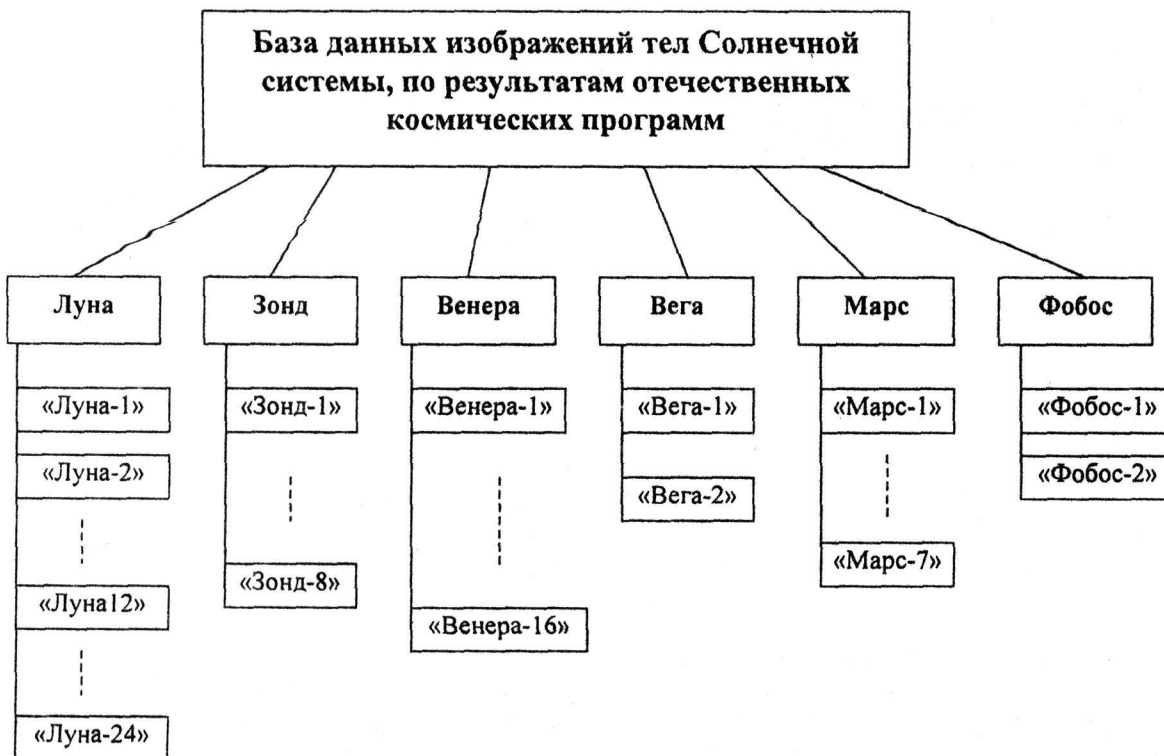 База данных изображений тел Солнечной
системы, по результатам отечественных
космических программ
Луна
Зонд
Венера
Вега
Марс
Фобос
«Луна-1»
«Луна-2»
«Луна12»
«Луна-24»
«Зонд-1»
«Зонд-8»
«Венера-1»
«Венера-16»
«Вега-1»
«Вега-2»
«Марс-1»
«Марс-7»
«Фобос-1»
«Фобос-2»